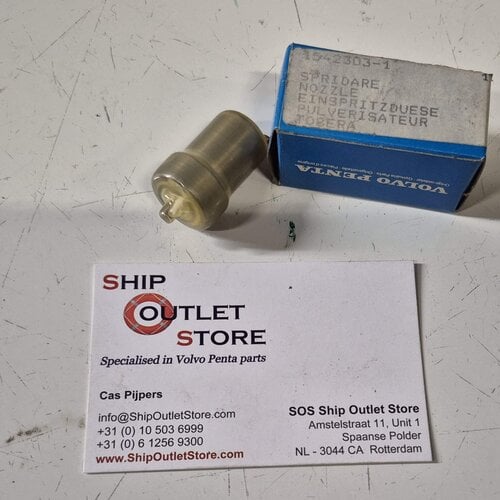 1542303-1
SPRIDARE
NOZZLE
EINSPRITZDUESE
PULVERISATEUR
TOBERA
VOLVO PENTA
SHIP
OUTLET
STORE
Specialised in Volvo Penta parts
Cas Pijpers
info@ShipOutletStore.com
+31 (0) 10 503 6999
+31 (0) 6 1256 9300
www.ShipOutletStore.com
SOS Ship Outlet Store
Amstelstraat 11, Unit 1
Spaanse Polder
NL - 3044 CA Rotterdam